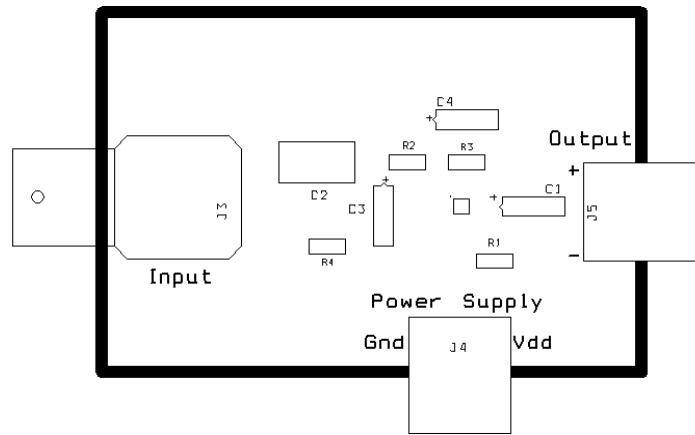 C4
+
Output
R2
R3
+
+
C2
C3
+
C1
J3
J5
R1
-
R4
Input
Power Supply
Gnd
J4
Vdd